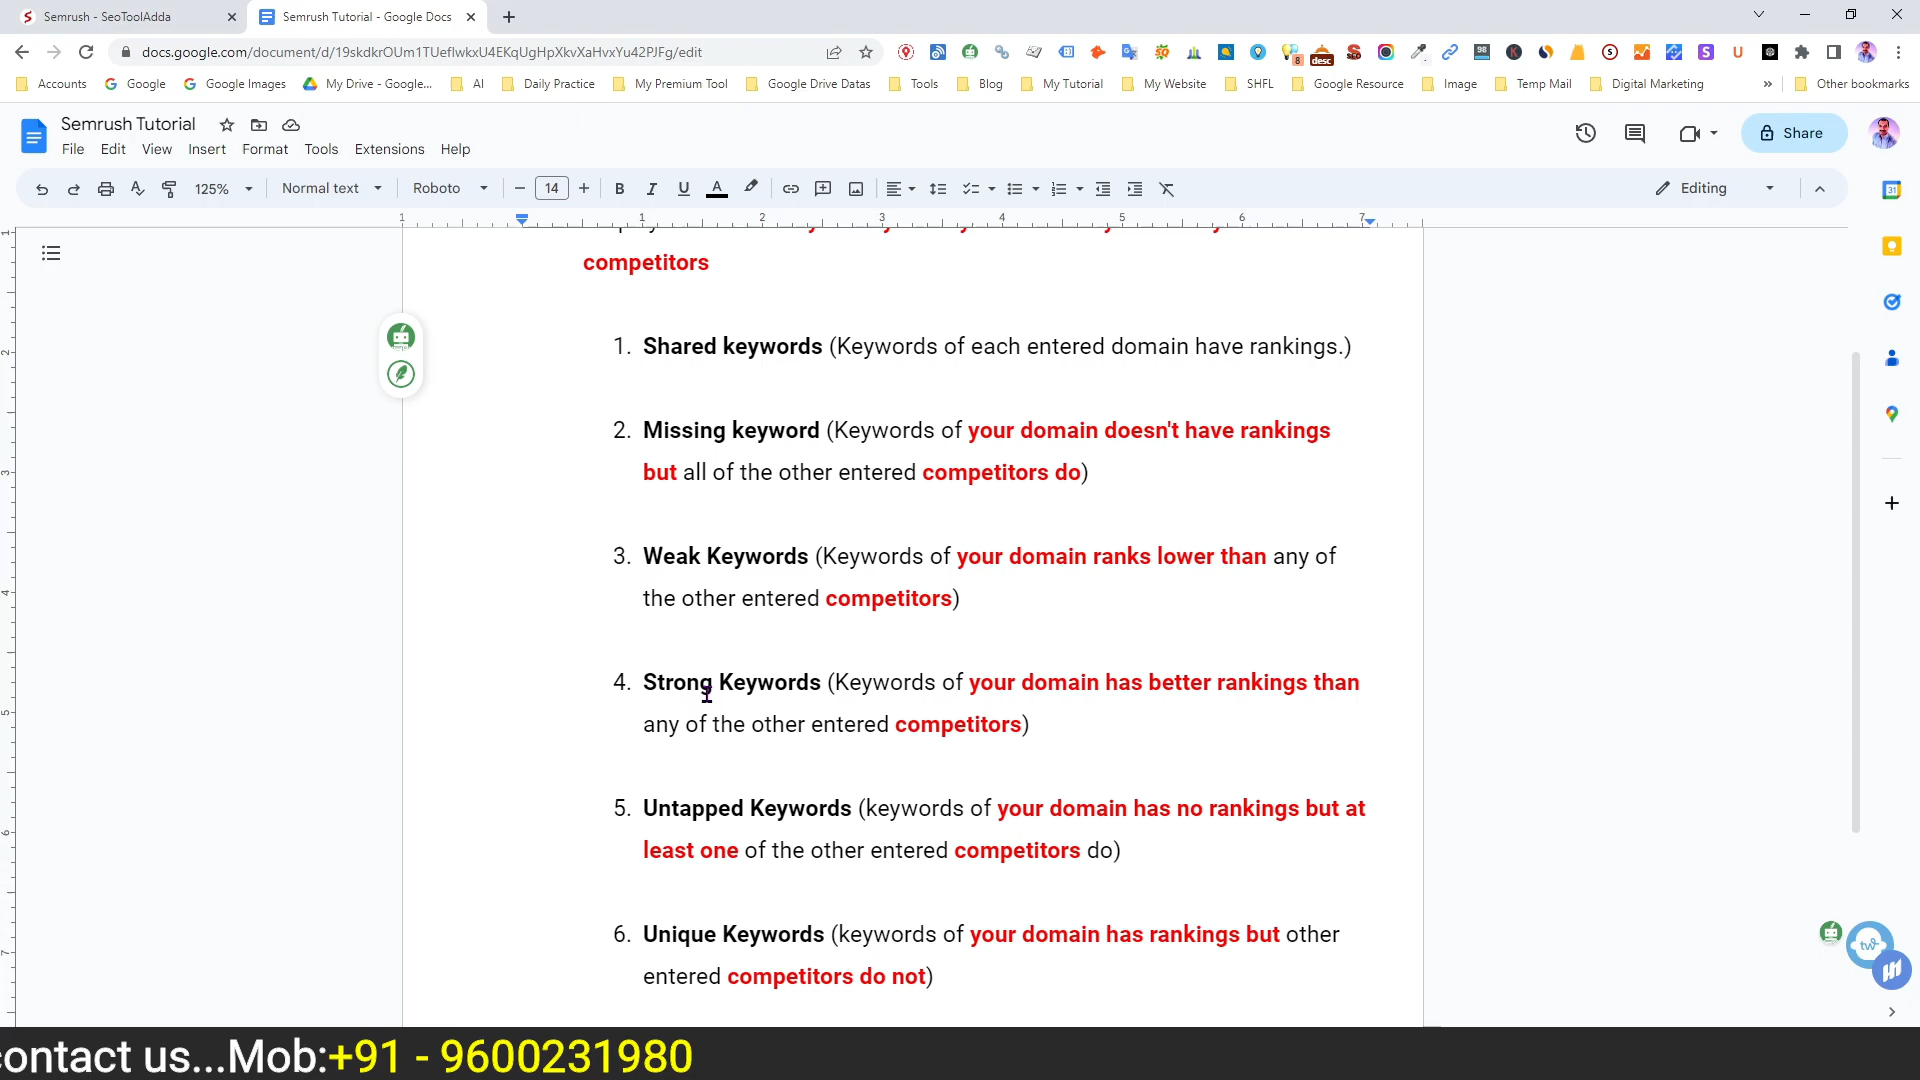 Semrush - SeoToolAdda
Semrush Tutorial - Google Docs
docs.google.com/document/d/19skdkrOUm1TUeflwkxU4EKqUgHpXkvXaHvxYu42PJFg/edit
Accounts
Google
Google Images
My Drive - Google...
AI
Daily Practice
My Premium Tool
Google Drive Datas
Tools
Blog
My Tutorial
My Website
SHFL
Google Resource
Image
Temp Mail
Digital Marketing
Other bookmarks
Semrush Tutorial
File Edit View Insert Format Tools Extensions Help
Share
125%
Normal text
Roboto
14
Editing
competitors
1. Shared keywords (Keywords of each entered domain have rankings.)
2. Missing keyword (Keywords of your domain doesn't have rankings
but all of the other entered competitors do)
3. Weak Keywords (Keywords of your domain ranks lower than any of
the other entered competitors)
4. Strong Keywords (Keywords of your domain has better rankings than
any of the other entered competitors)
5. Untapped Keywords (keywords of your domain has no rankings but at
least one of the other entered competitors do)
6. Unique Keywords (keywords of your domain has rankings but other
entered competitors do not)
contact us...Mob:+91 - 9600231980